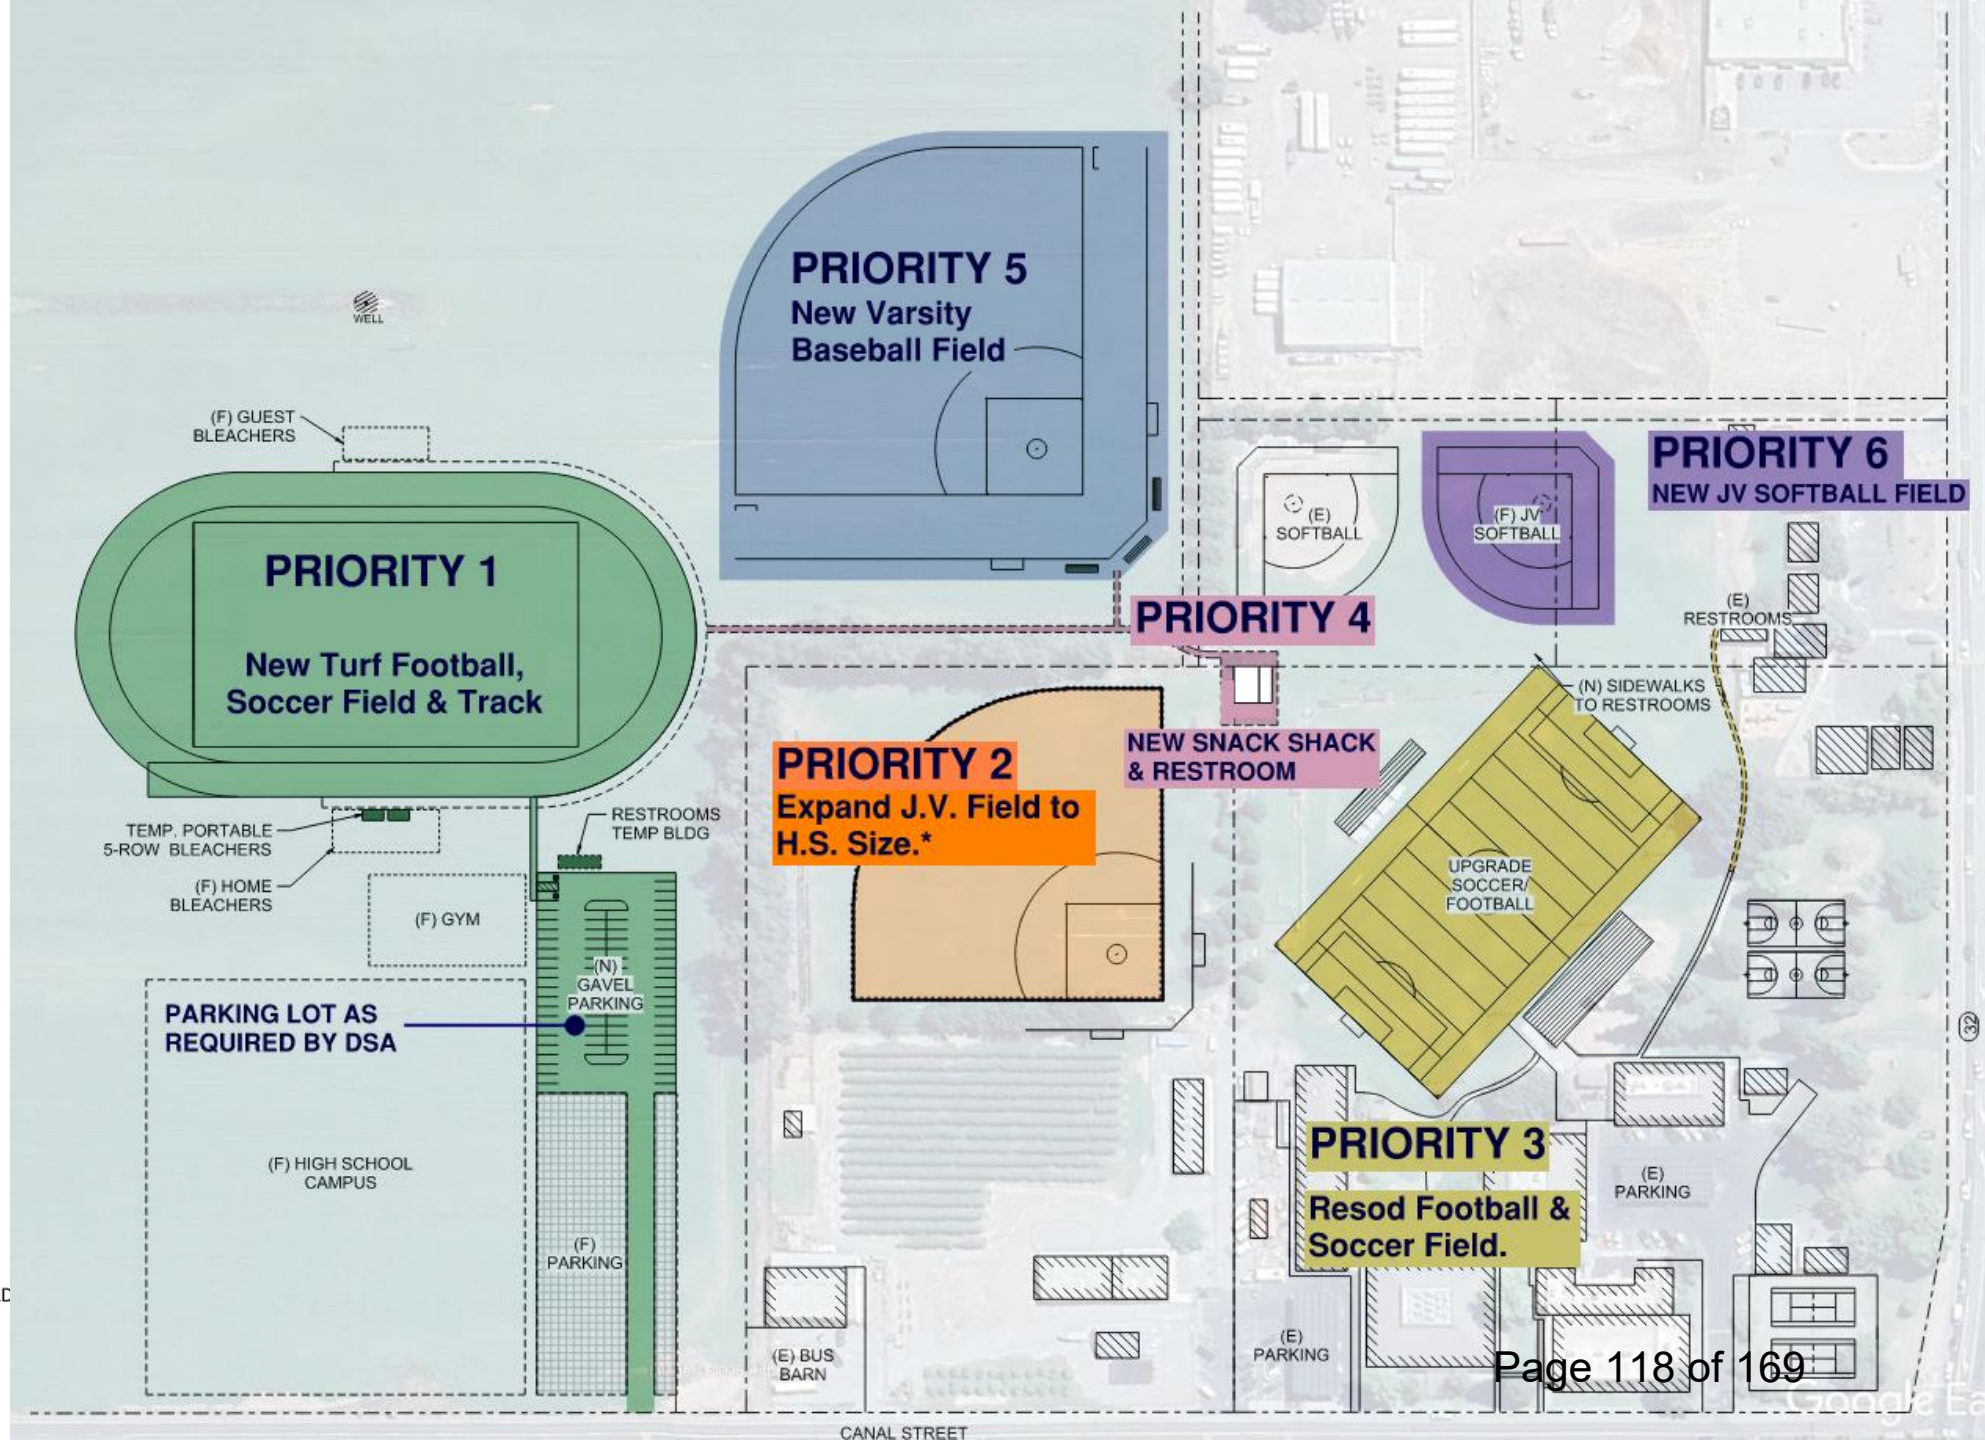 PRIORITY 5
New Varsity
Baseball Field
WELL
(F) GUEST
BLEACHERS
PRIORITY 6
NEW JV SOFTBALL FIELD
(E)
SOFTBALL
(F) JV
SOFTBALL
PRIORITY 1
New Turf Football,
Soccer Field & Track
PRIORITY 4
(E)
RESTROOMS
(N) SIDEWALKS
TO RESTROOMS
NEW SNACK SHACK
& RESTROOM
PRIORITY 2
Expand J.V. Field to
H.S. Size.*
TEMP. PORTABLE
5-ROW BLEACHERS
RESTROOMS
TEMP BLDG
(F) HOME
BLEACHERS
(F) GYM
UPGRADE
SOCCER/
FOOTBALL
(N)
GAVEL
PARKING
PARKING LOT AS
REQUIRED BY DSA
32
PRIORITY 3
Resod Football &
Soccer Field.
(E)
PARKING
(F) HIGH SCHOOL
CAMPUS
(F)
PARKING
(E) BUS
BARN
(E)
PARKING
Page 118 of 169
CANAL STREET